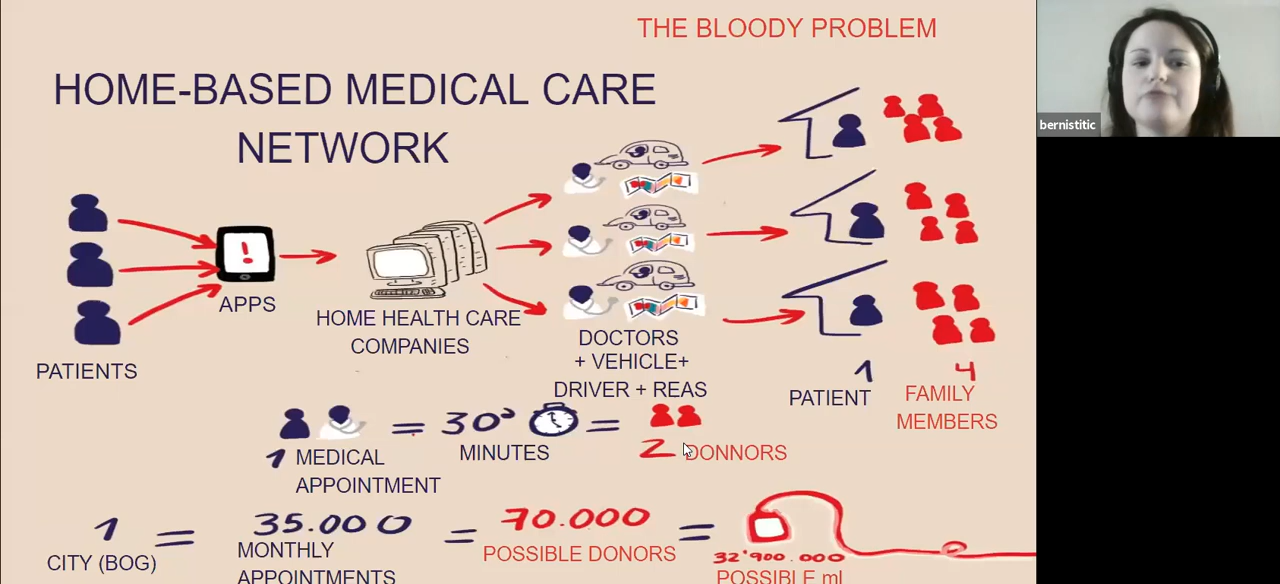 THE BLOODY PROBLEM
HOME-BASED MEDICAL CARE
NETWORK
bernistitic
!
APPS
HOME HEALTH CARE
COMPANIES
DOCTORS
+ VEHICLE+
DRIVER + REAS
PATIENTS
1
PATIENT
4
FAMILY
MEMBERS
= 30' =
1 MEDICAL
APPOINTMENT
MINUTES
2 DONNORS
1 = 35.000 = 70.000 =
CITY (BOG)
MONTHLY
APPOINTMENTS
POSSIBLE DONORS
32'900.000
POSSIBLE ml